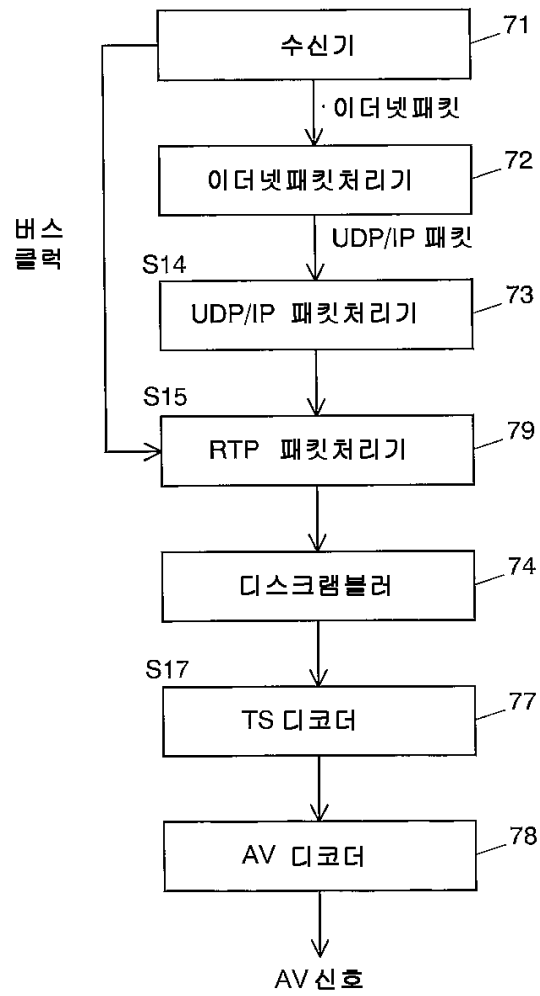 수신기
71
이더넷패킷
이더넷패킷처리기
72
버스
클럭
UDP/IP 패킷
S14
UDP/IP 패킷처리기
73
S15
RTP 패킷처리기
79
디스크램블러
74
S17
TS 디코더
77
AV 디코더
78
AV 신호